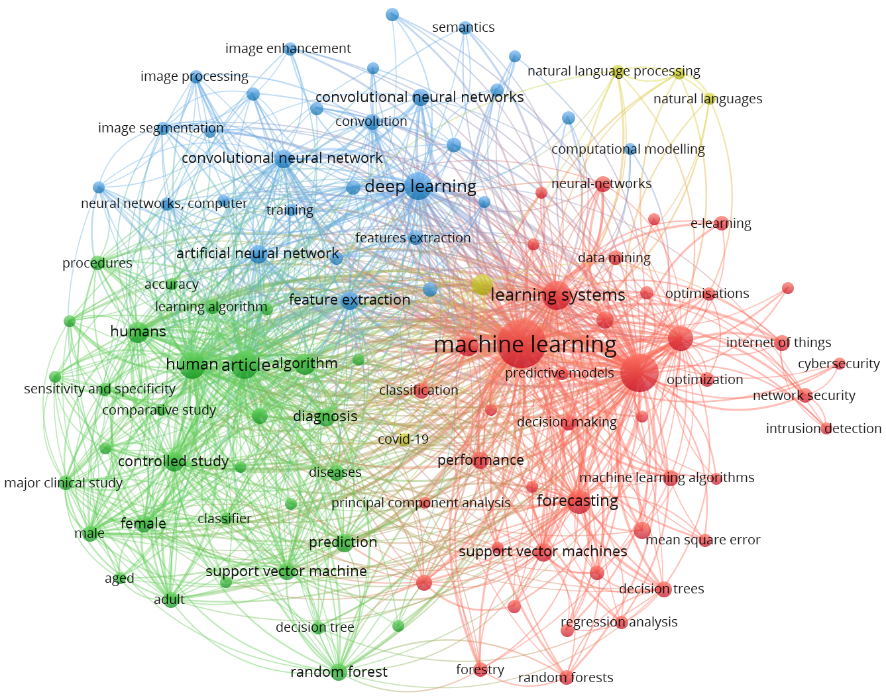 semantics
image enhancement
natural language processing
image processing
convolutional neural networks
natural languages
convolution
image segmentation
computational modelling
convolutional neural network
deep learning
neural-networks
neural networks, computer
training
e-learning
features extraction
artificial neural network
data mining
procedures
accuracy
learning systems
optimisations
feature extraction
learning algorithm
humans
machine learning
internet of things
human
article
algorithm
cybersecurity
predictive models
optimization
sensitivity and specificity
classification
network security
comparative study
diagnosis
decision making
intrusion detection
covid-19
controlled study
performance
diseases
machine learning algorithms
major clinical study
principal component analysis
forecasting
classifier
female
male
mean square error
prediction
support vector machines
support vector machine
aged
decision trees
adult
regression analysis
decision tree
random forest
forestry
random forests